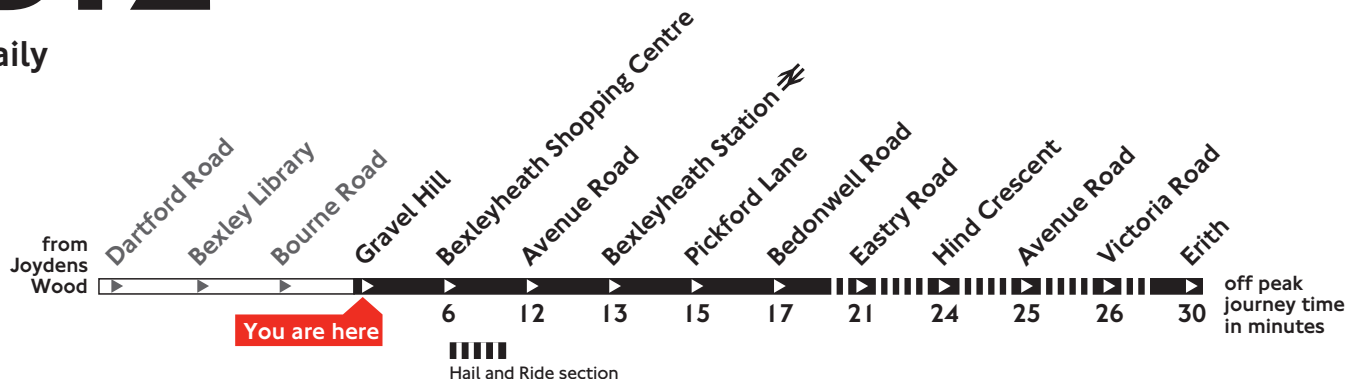 Daily
from
Joydens
Wood
Dartford Road
Bexley Library
Bourne Road
Gravel Hill
Bexleyheath Shopping Centre
Avenue Road
Bexleyheath Station
Pickford Lane
Bedonwell Road
Eastry Road
Hind Crescent
Avenue Road
Victoria Road
Erith
off peak
journey time
in minutes
You are here
6 12 13 15 17 21 24 25 26 30
Hail and Ride section